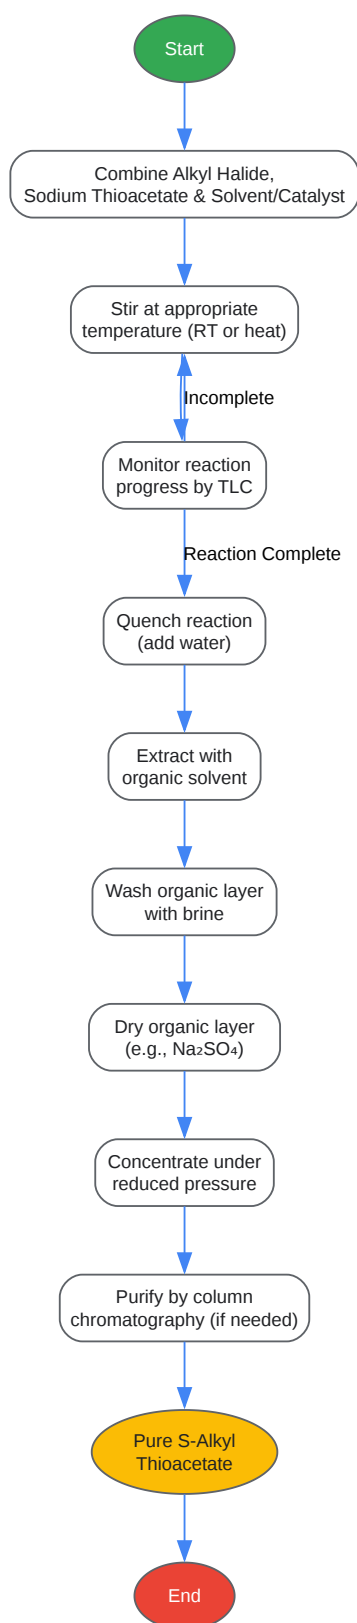 Start
Combine Alkyl Halide,
Sodium Thioacetate & Solvent/Catalyst
Stir at appropriate
temperature (RT or heat)
Incomplete
Monitor reaction
progress by TLC
Reaction Complete
Quench reaction
(add water)
Extract with
organic solvent
Wash organic layer
with brine
Dry organic layer
(e.g., Na₂SO₄)
Concentrate under
reduced pressure
Purify by column
chromatography (if needed)
Pure S-Alkyl
Thioacetate
End